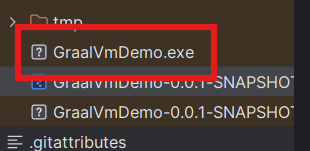 tmp
GraalVmDemo.exe
GraalVmDemo-0.0.1-SNAPSHOT
GraalVmDemo-0.0.1-SNAPSHOT
.gitattributes